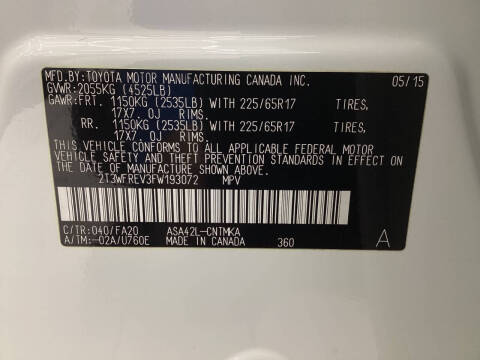 MFD.BY: TOYOTA MOTOR MANUFACTURING CANADA INC. 05/15
GVWR: 2055KG (4525LB)
GAWR: FRT. 1150KG (2535LB) WITH 225/65R17 TIRES,
17X7. 0J RIMS.
RR. 1150KG (2535LB) WITH 225/65R17 TIRES,
17X7. 0J RIMS.
THIS VEHICLE CONFORMS TO ALL APPLICABLE FEDERAL MOTOR
VEHICLE SAFETY AND THEFT PREVENTION STANDARDS IN EFFECT ON
THE DATE OF MANUFACTURE SHOWN ABOVE.
2T3WFREV3FW193072 MPV
C/TR: 040/FA20 ASA42L-CNTMKA
A/TM: -02A/U760E MADE IN CANADA 360 A